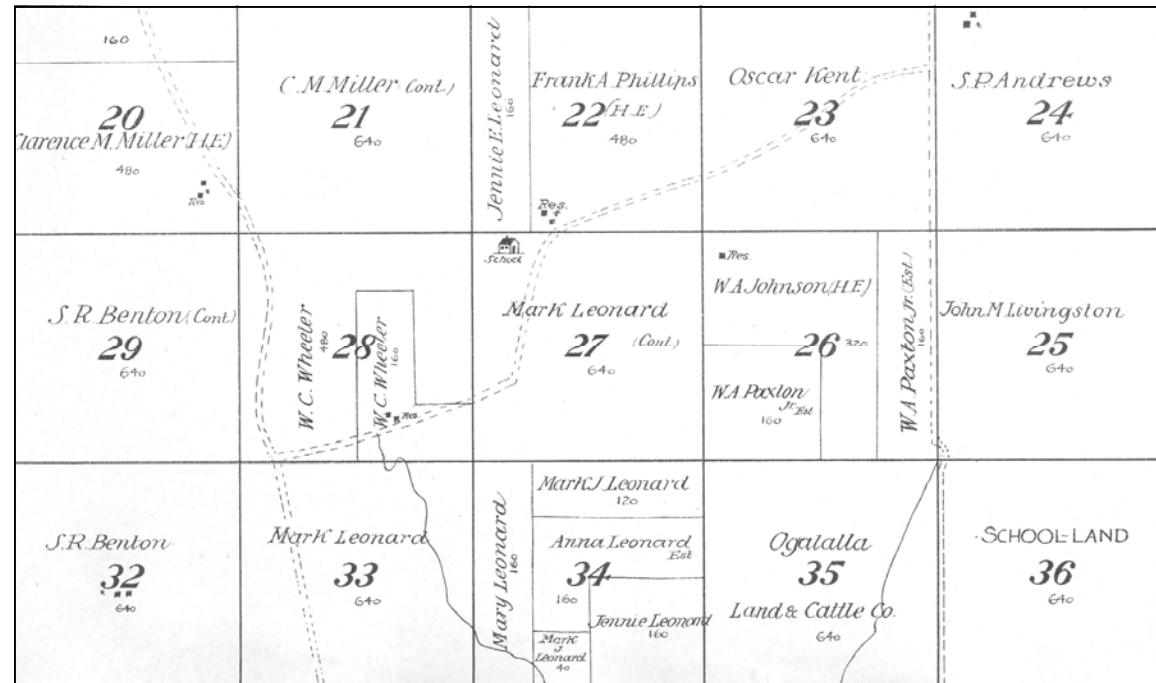 160
20
Clarence M. Miller (H.E.)
480
Res
C. M. Miller (Cont.)
21
640
Jennie E. Leonard
160
Frank A. Phillips
22 (H.E.)
480
Res.
Oscar Kent
23
640
S. P. Andrews
24
640
S. R. Benton (Cont)
29
640
W. C. Wheeler
480
28
W. C. Wheeler
160
Res.
School
Mark Leonard
27 (Cont.)
640
Res.
W. A Johnson (H.E)
26 320
W. A. Paxton
Jr. Est
160
W. A. Paxton Jr. (Est.)
160
John M Livingston
25
640
S. R. Benton
32
640
Mark Leonard
33
640
Mary Leonard
160
Mark J. Leonard
120
Anna Leonard
Est
34
160
Jennie Leonard
160
Mark
J
Leonard
40
Ogalalla
35
Land & Cattle Co.
640
SCHOOL-LAND
36
640